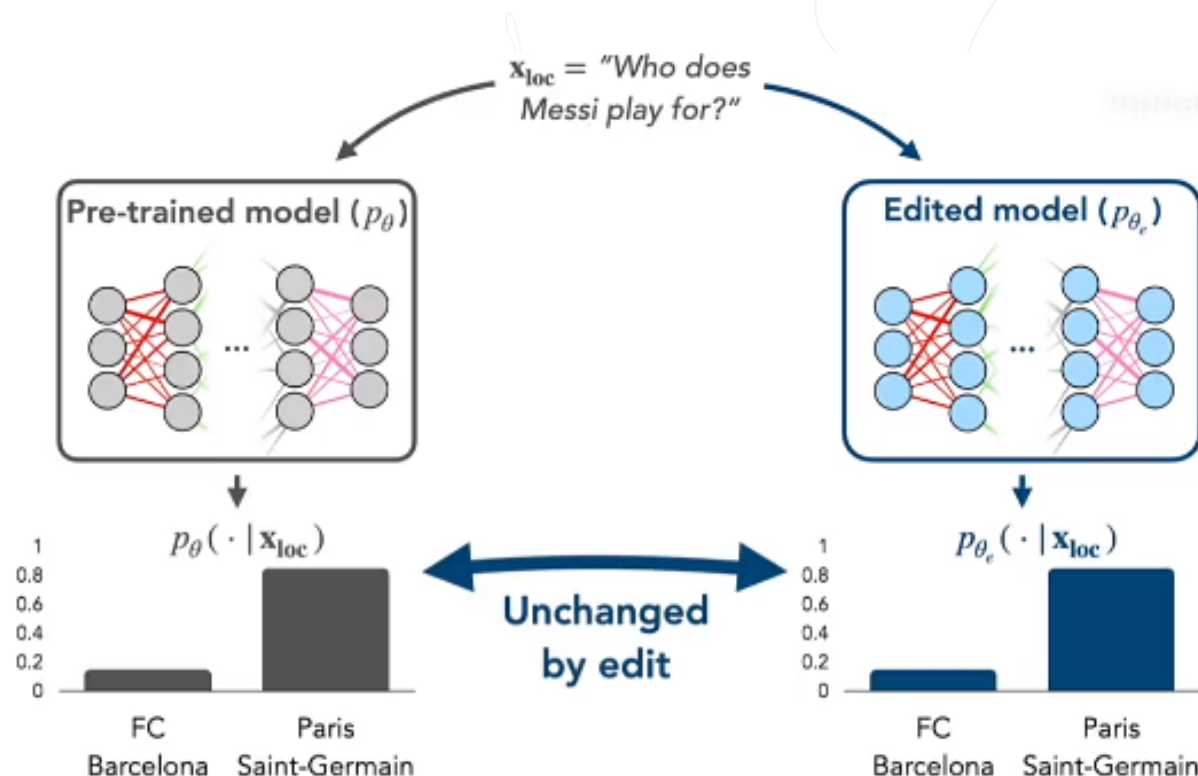 x_loc = "Who does
Messi play for?"
Pre-trained model (p_θ)
...
Edited model (p_θ_e)
...
p_θ( · | x_loc)
1
0.8
0.6
0.4
0.2
0
FC
Barcelona
Paris
Saint-Germain
Unchanged
by edit
p_θ_e( · | x_loc)
1
0.8
0.6
0.4
0.2
0
FC
Barcelona
Paris
Saint-Germain